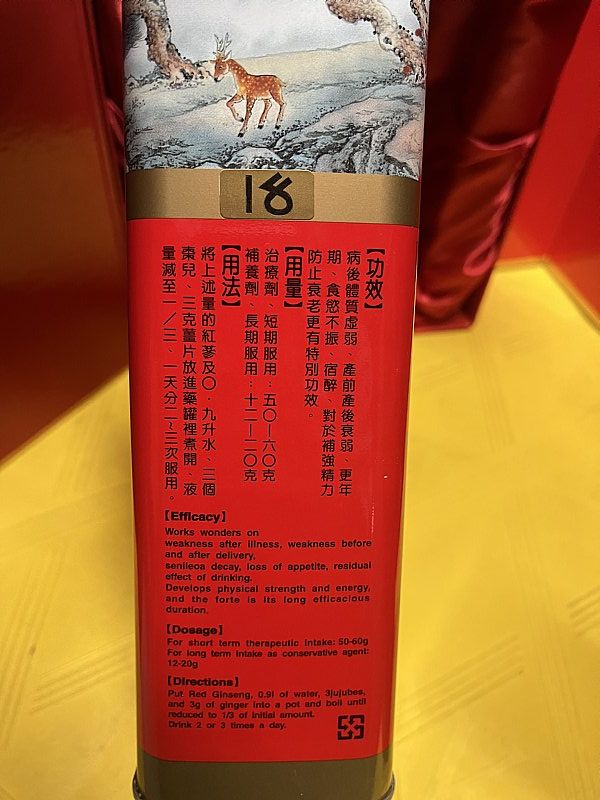 18
【功效】
病後體質虛弱、產前產後衰弱、更年
期、食慾不振、宿醉、對於補強精力
防止衰老更有特別功效。
【用量】
治療劑、短期服用：五〇—六〇克
補養劑、長期服用：十二—二〇克
【用法】
將上述量的紅蔘及〇．九升水、三個
棗兒、三克薑片放進藥罐裡煮開、液
量減至一／三、一天分二～三次服用。
【Efficacy】
Works wonders on
weakness after illness, weakness before
and after delivery,
senileoa decay, loss of appetite, residual
effect of drinking.
Develops physical strength and energy,
and the forte is its long efficacious
duration.
【Dosage】
For short term therapeutic intake: 50-60g
For long term intake as conservative agent:
12-20g
【Directions】
Put Red Ginseng, 0.9l of water, 3jujubes,
and 3g of ginger into a pot and boil until
reduced to 1/3 of initial amount.
Drink 2 or 3 times a day.